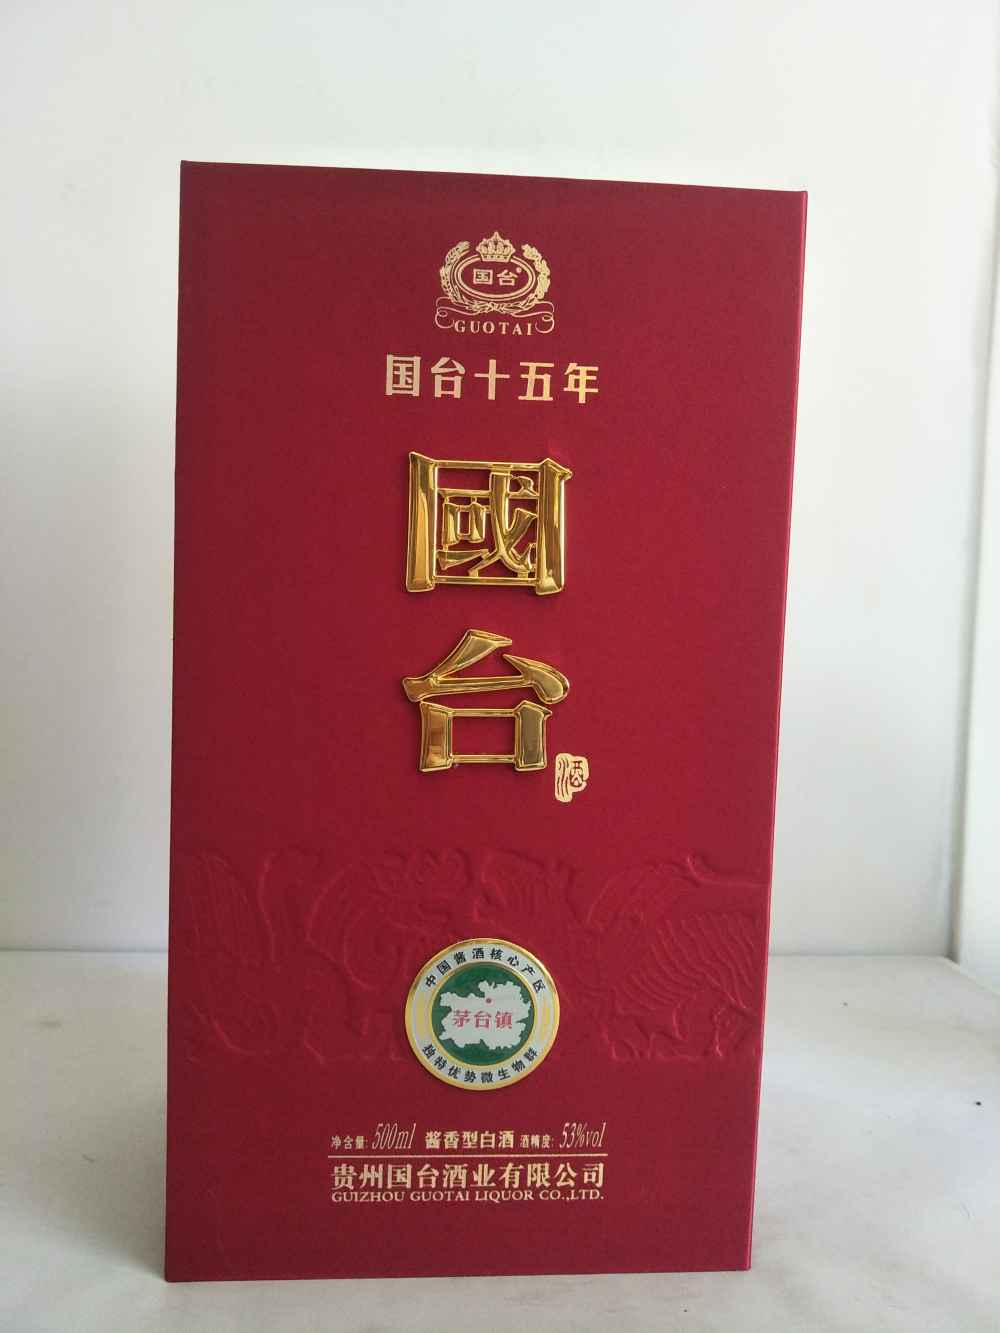 国台
GUOTAI
国台十五年
國
台
酒
中国酱酒核心产区
茅台镇
独特优势微生物群
净含量: 500ml 酱香型白酒 酒精度: 53%vol
贵州国台酒业有限公司
GUIZHOU GUOTAI LIQUOR CO.,LTD.